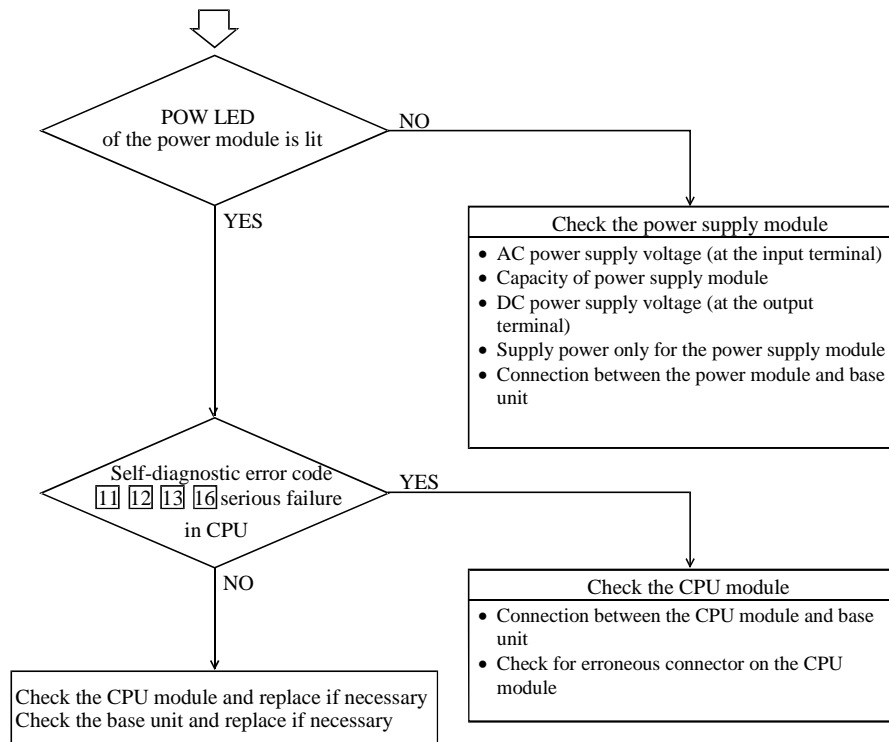 POW LED
of the power module is lit
NO
YES
Check the power supply module
• AC power supply voltage (at the input terminal)
• Capacity of power supply module
• DC power supply voltage (at the output
terminal)
• Supply power only for the power supply module
• Connection between the power module and base
unit
Self-diagnostic error code
11 12 13 16 serious failure
in CPU
YES
NO
Check the CPU module
• Connection between the CPU module and base
unit
• Check for erroneous connector on the CPU
module
Check the CPU module and replace if necessary
Check the base unit and replace if necessary